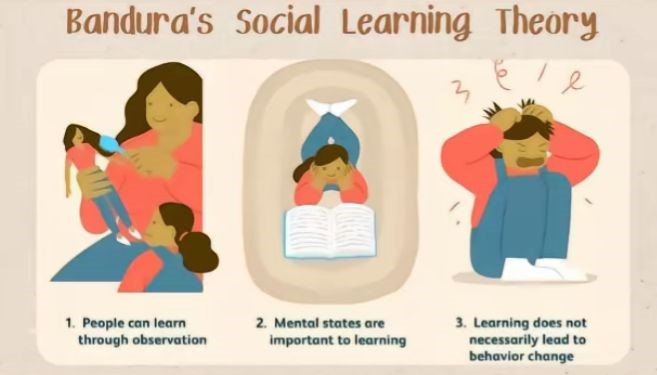 Bandura's Social Learning Theory
1. People can learn
through observation
2. Mental states are
important to learning
3. Learning does not
necessarily lead to
behavior change